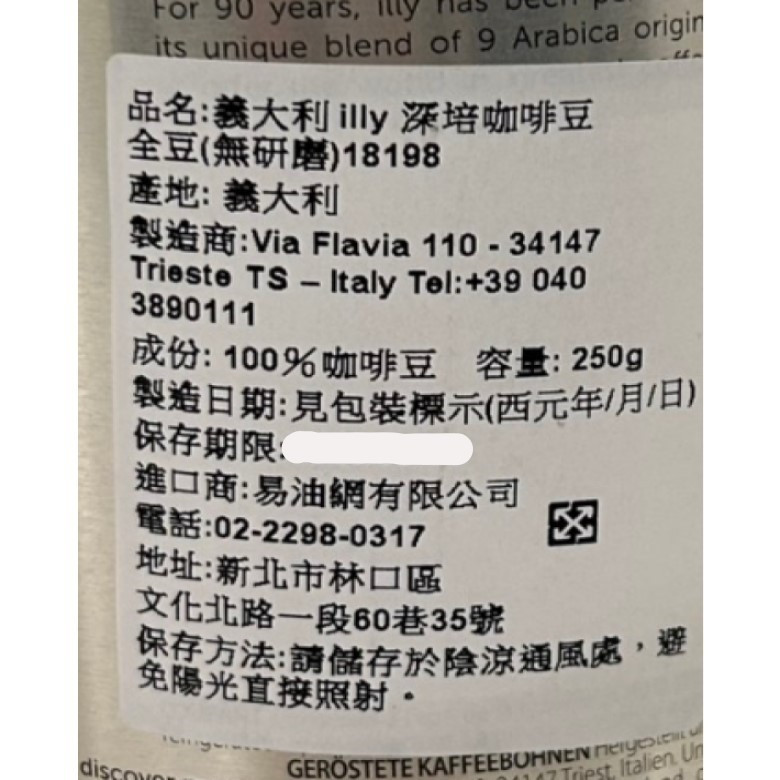 For 90 years, illy has been
its unique blend of 9 Arabica origin
品名:義大利 illy 深培咖啡豆
全豆(無研磨)18198
產地: 義大利
製造商:Via Flavia 110 - 34147
Trieste TS – Italy Tel:+39 040
3890111
成份: 100%咖啡豆 容量: 250g
製造日期:見包裝標示(西元年/月/日)
保存期限:
進口商:易油網有限公司
電話:02-2298-0317
地址:新北市林口區
文化北路一段60巷35號
保存方法:請儲存於陰涼通風處，避
免陽光直接照射。
GERÖSTETE KAFFEEBOHNEN
discover
34147 Triest, Italien.